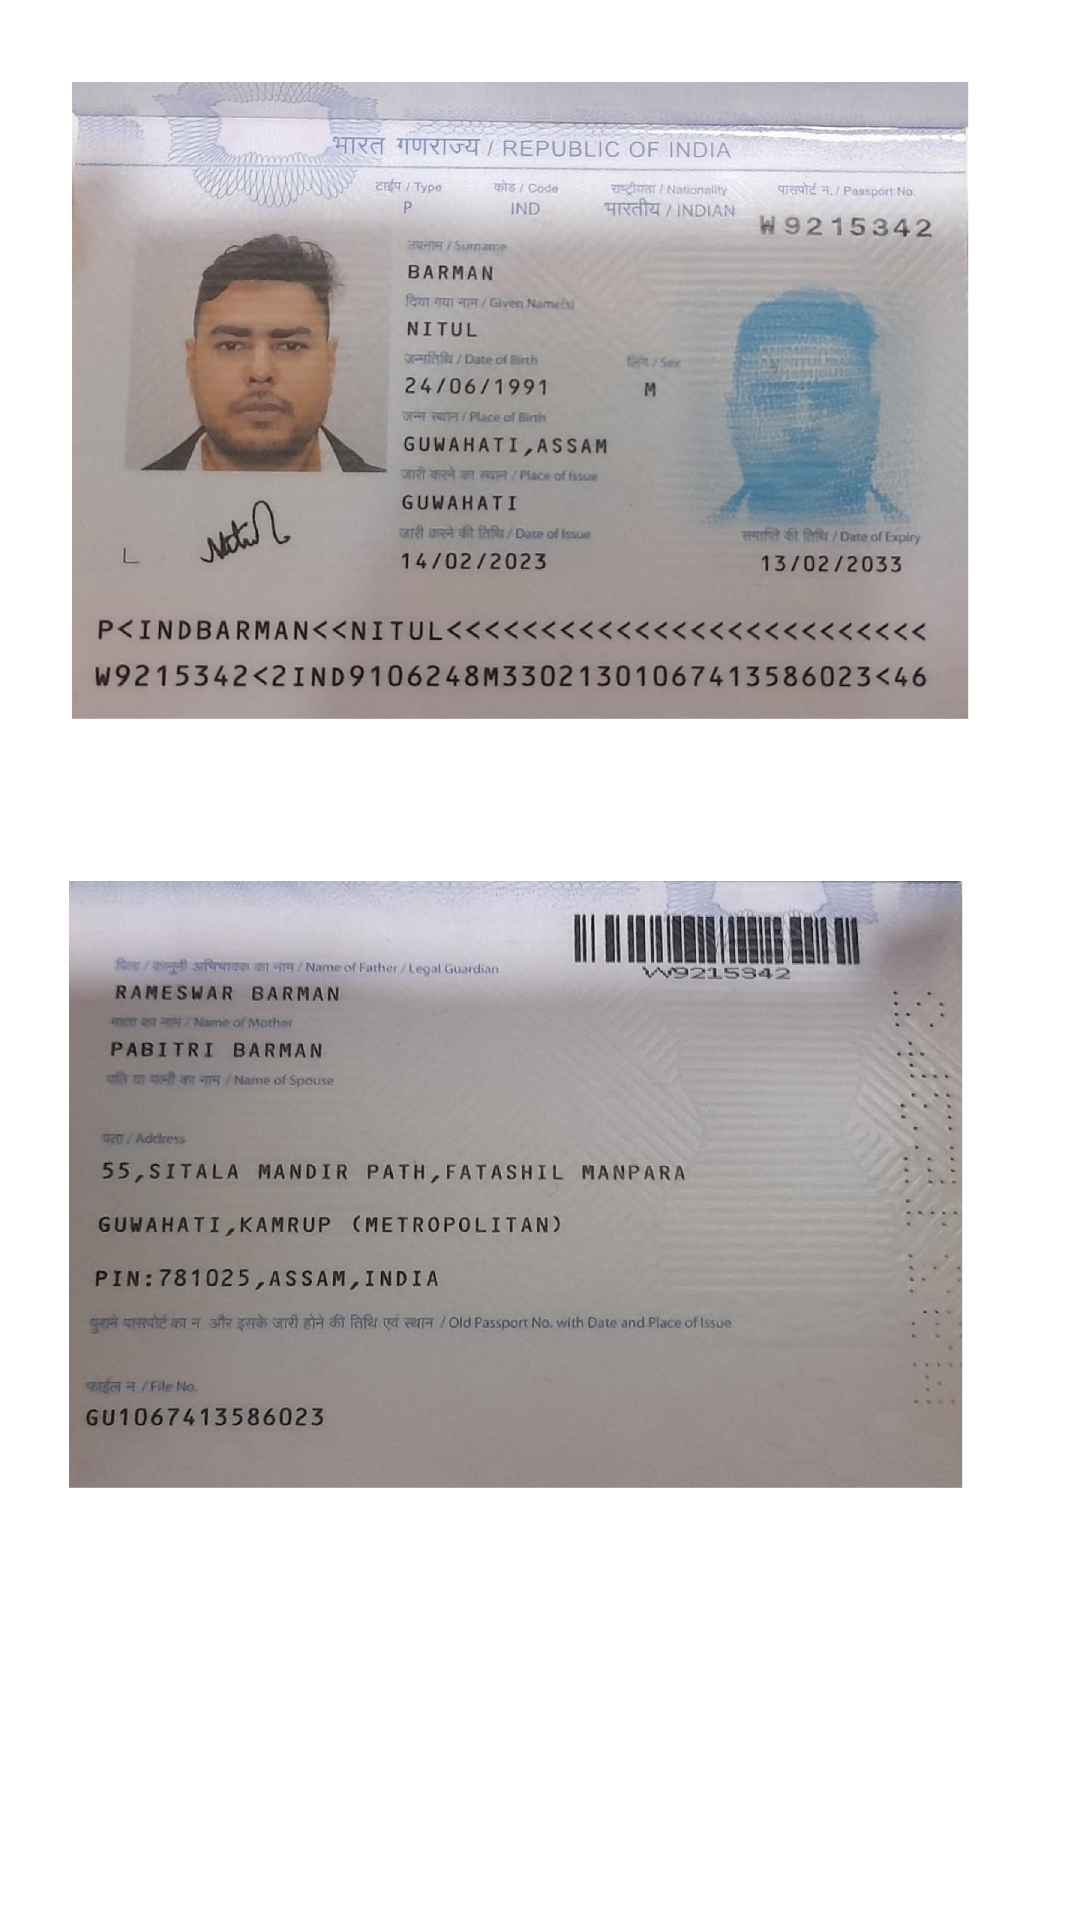 भारत गणराज्य / REPUBLIC OF INDIA
टाईप / Type कोड / Code राष्ट्रीयता / Nationality पासपोर्ट न. / Passport No.
P IND भारतीय / INDIAN W9215342
उपनाम / Surname
BARMAN
दिया गया नाम / Given Name(s)
NITUL
जन्मतिथि / Date of Birth लिंग / Sex
24/06/1991 M
जन्म स्थान / Place of Birth
GUWAHATI,ASSAM
जारी करने का स्थान / Place of Issue
GUWAHATI
जारी करने की तिथि / Date of Issue समाप्ति की तिथि / Date of Expiry
14/02/2023 13/02/2033
P<INDBARMAN<<NITUL<<<<<<<<<<<<<<<<<<<<<<<<<<
W9215342<2IND9106248M33021301067413586023<46
W9215342
पिता / कानूनी अभिभावक का नाम / Name of Father / Legal Guardian
RAMESWAR BARMAN
माता का नाम / Name of Mother
PABITRI BARMAN
पति या पत्नी का नाम / Name of Spouse
पता / Address
55,SITALA MANDIR PATH,FATASHIL MANPARA
GUWAHATI,KAMRUP (METROPOLITAN)
PIN:781025,ASSAM,INDIA
पुराने पासपोर्ट का न और इसके जारी होने की तिथि एवं स्थान / Old Passport No. with Date and Place of Issue
फाईल न / File No.
GU1067413586023